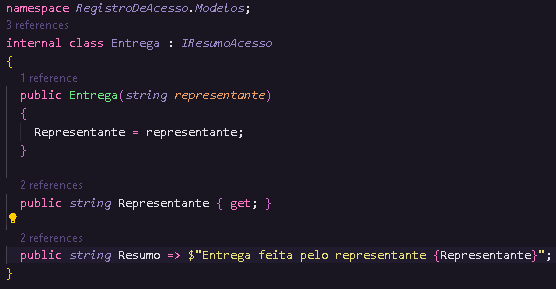 namespace RegistroDeAcesso.Modelos;
3 references
internal class Entrega : IResumoAcesso
{
1 reference
public Entrega(string representante)
{
Representante = representante;
}
2 references
public string Representante { get; }
2 references
public string Resumo => $"Entrega feita pelo representante {Representante}";
}